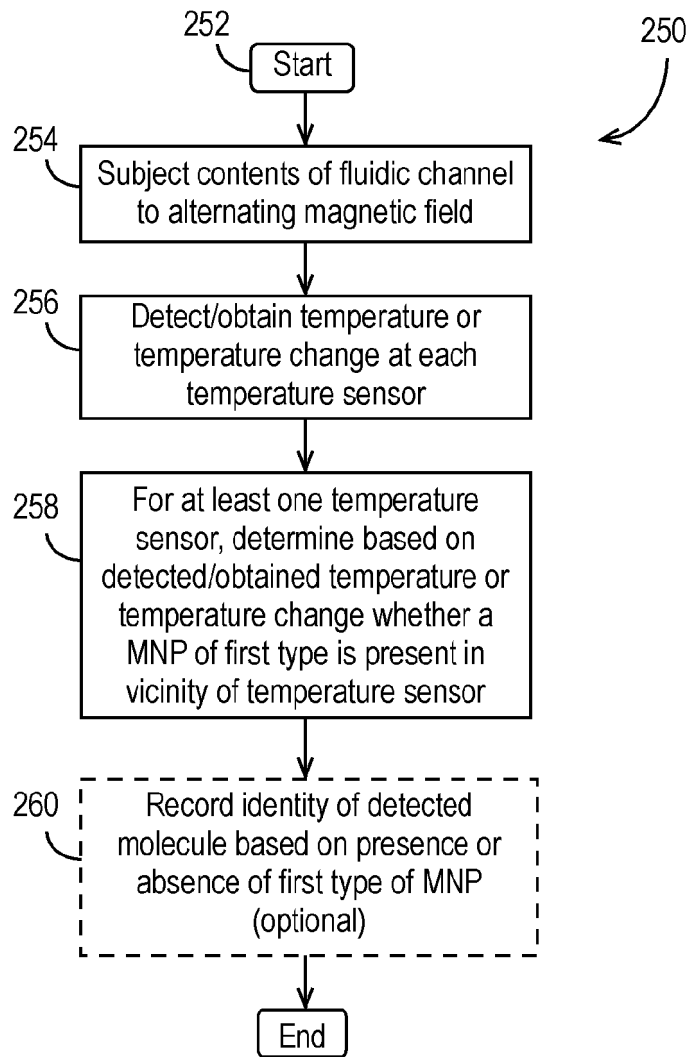 252
Start
250
254
Subject contents of fluidic channel
to alternating magnetic field
256
Detect/obtain temperature or
temperature change at each
temperature sensor
258
For at least one temperature
sensor, determine based on
detected/obtained temperature or
temperature change whether a
MNP of first type is present in
vicinity of temperature sensor
260
Record identity of detected
molecule based on presence or
absence of first type of MNP
(optional)
End